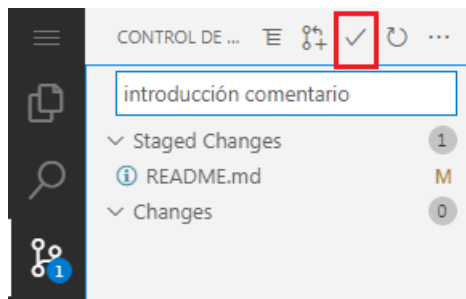 CONTROL DE ...
introducción comentario
Staged Changes 1
README.md M
Changes 0
1